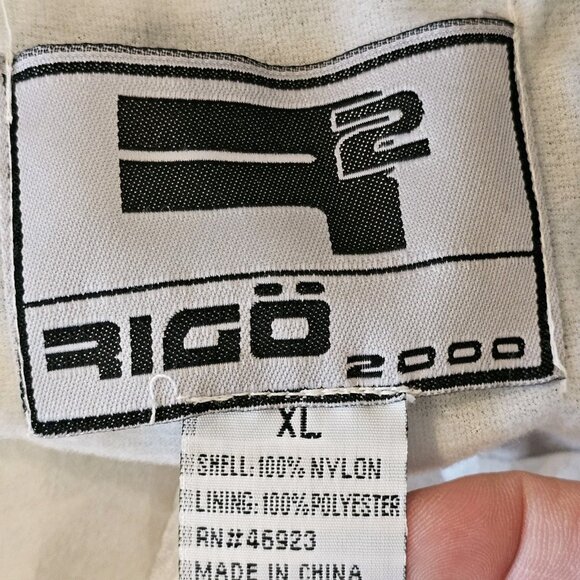 R2
RIGÖ 2000
XL
SHELL:100% NYLON
LINING:100%POLYESTER
RN#46923
MADE IN CHINA